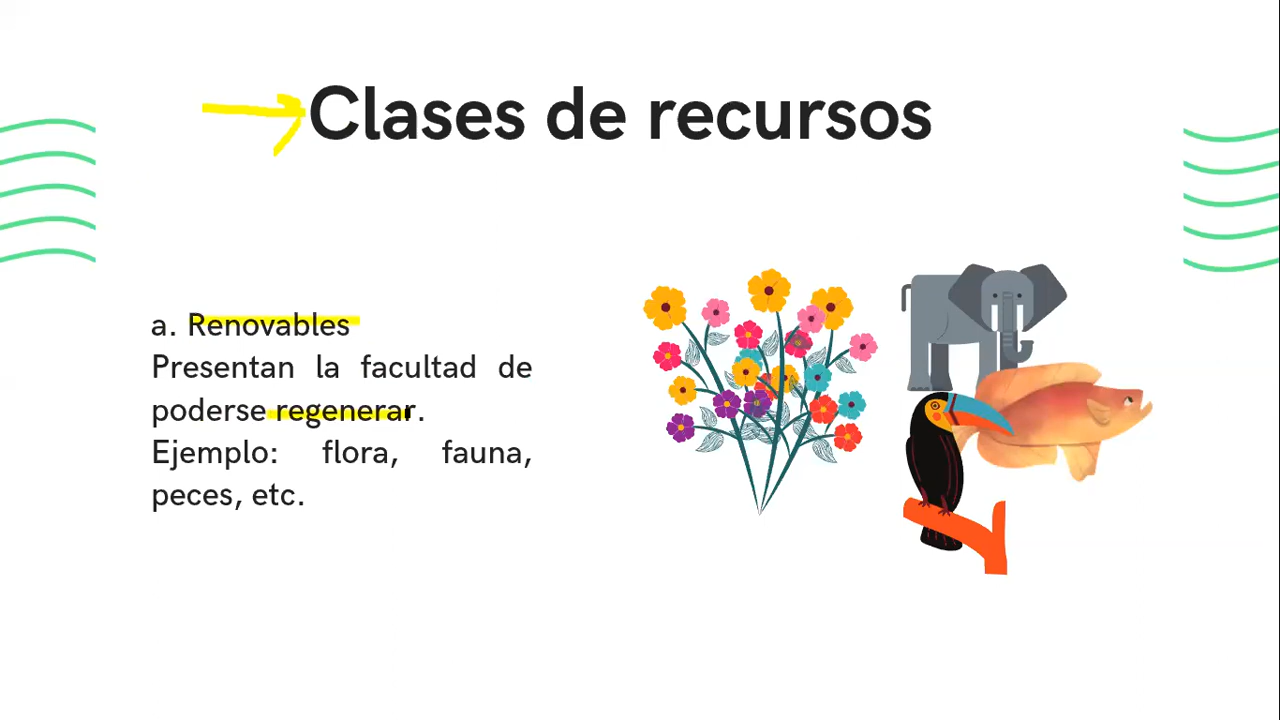 Clases de recursos
a. Renovables
Presentan la facultad de
poderse regenerar.
Ejemplo: flora, fauna,
peces, etc.